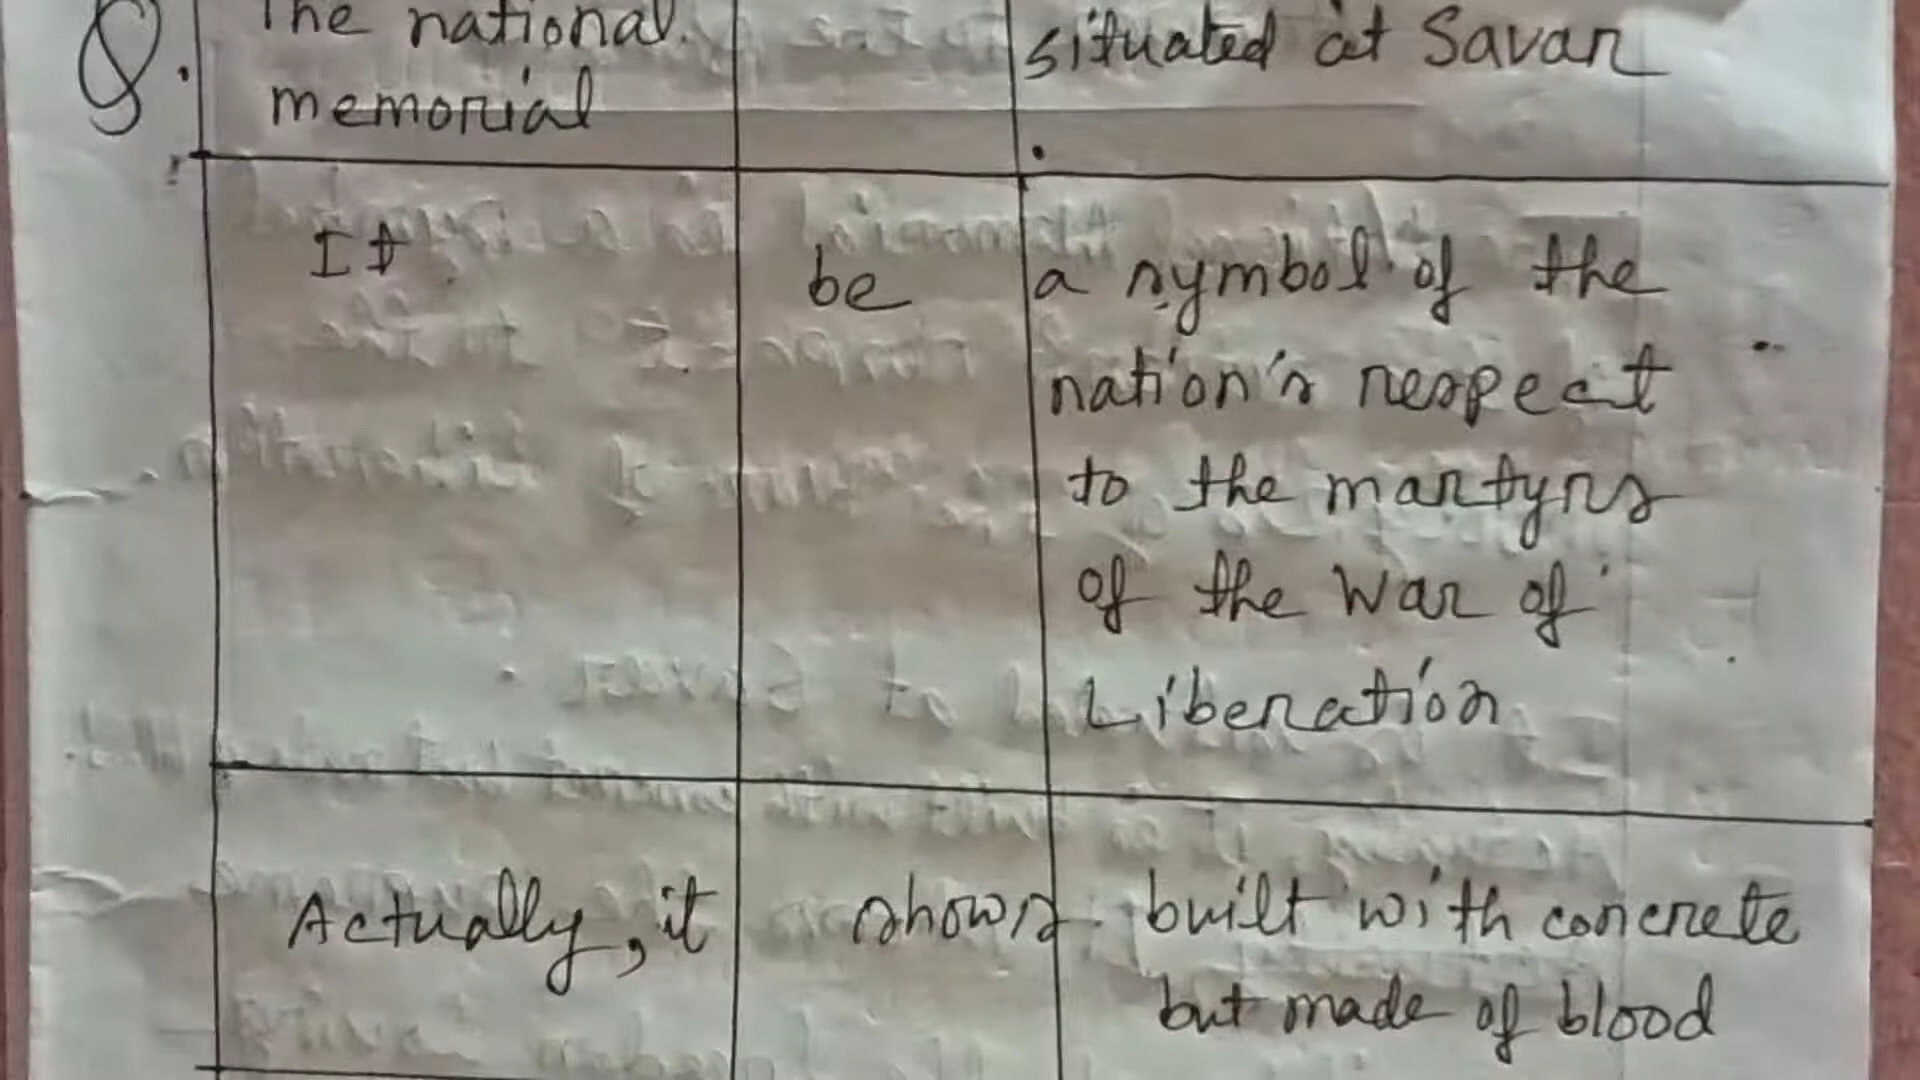 Q.
The national
memorial
situated at Savar
.
It
be
a symbol of the
nation's respect
to the martyrs
of the War of
Liberation
Actually, it
shows
built with concrete
but made of blood